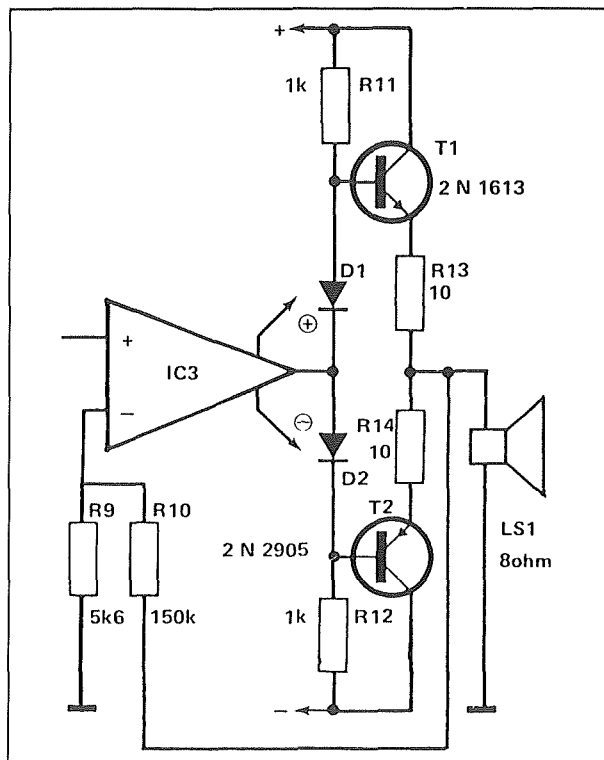 +
1k R11
T1
2 N 1613
D1
R13
10
⊕
+
IC3
−
⊖
R14
10
D2
R9 R10
T2
LS1
2 N 2905
8ohm
5k6 150k
1k R12
−